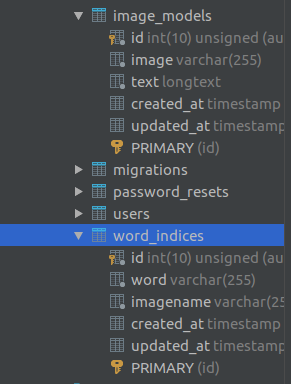 image_models
id int(10) unsigned (au
image varchar(255)
text longtext
created_at timestamp
updated_at timestamp
PRIMARY (id)
migrations
password_resets
users
word_indices
id int(10) unsigned (au
word varchar(255)
imagename varchar(2
created_at timestamp
updated_at timestamp
PRIMARY (id)